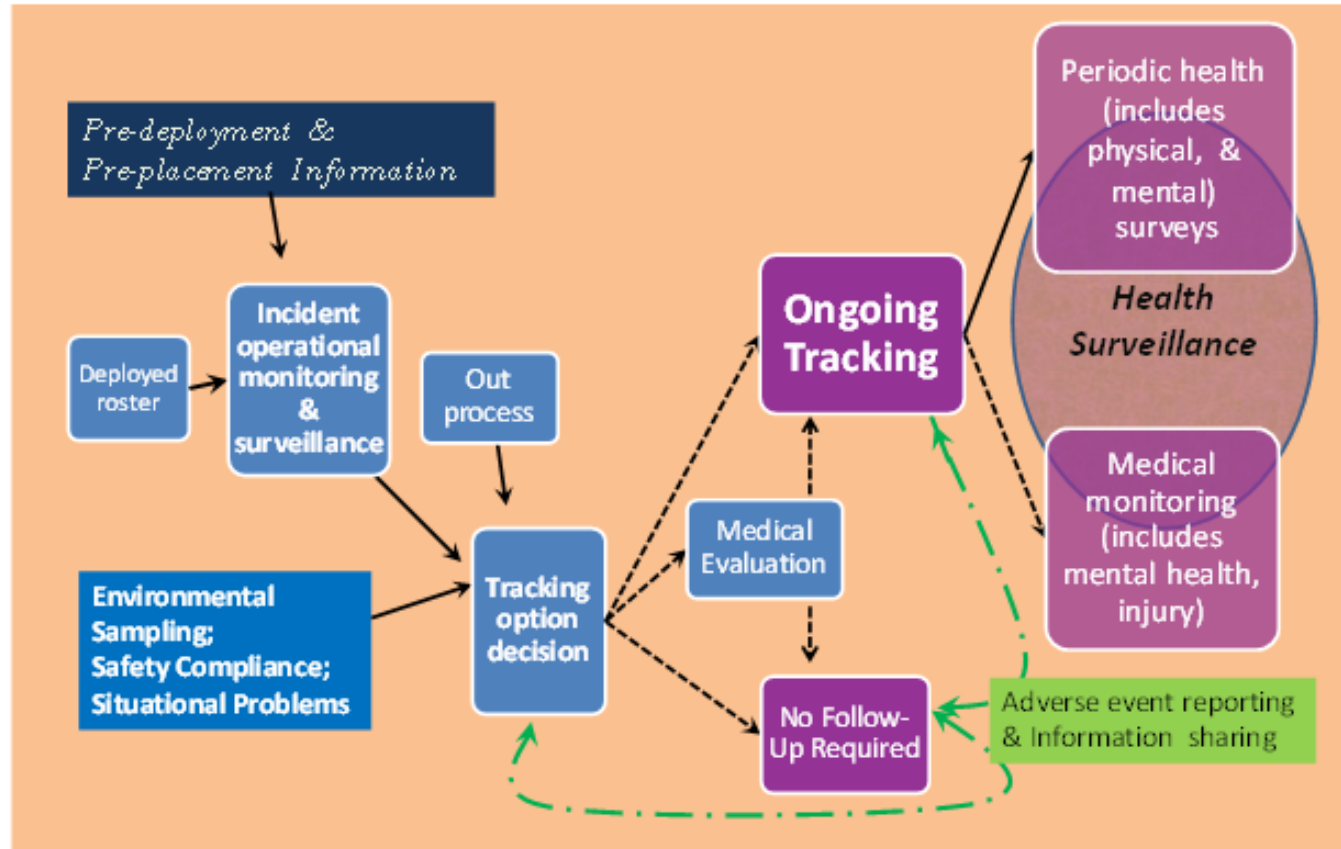 Pre-deployment &
Pre-placement Information
Incident
operational
monitoring
&
surveillance
Deployed
roster
Out
process
Environmental
Sampling;
Safety Compliance;
Situational Problems
Tracking
option
decision
Medical
Evaluation
Ongoing
Tracking
No Follow-
Up Required
Periodic health
(includes
physical, &
mental)
surveys
Health
Surveillance
Medical
monitoring
(includes
mental health,
injury)
Adverse event reporting
& Information sharing